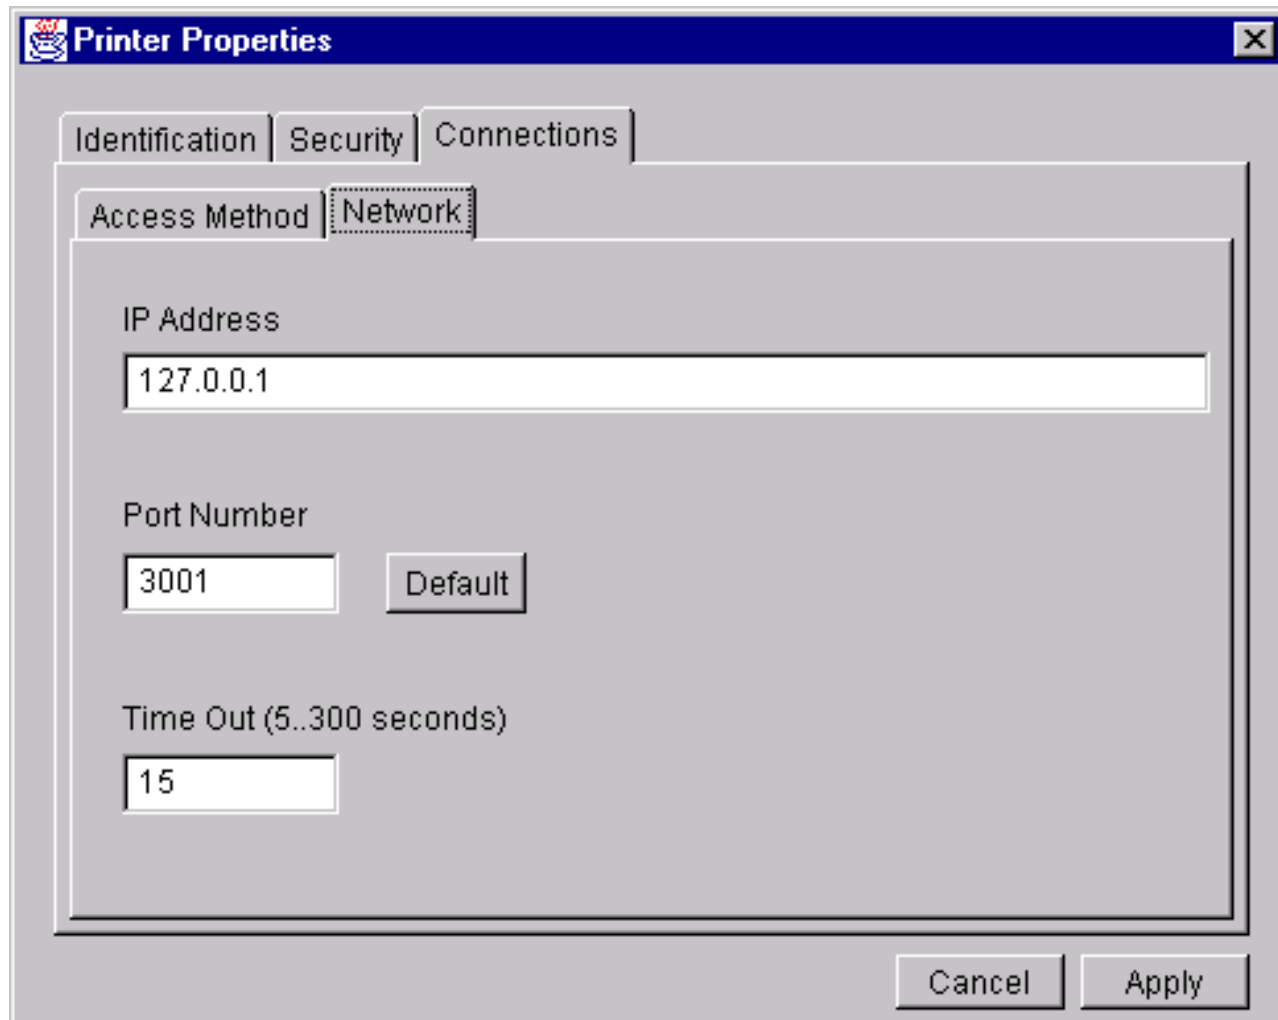 Printer Properties
Identification Security Connections
Access Method Network
IP Address
127.0.0.1
Port Number
3001 Default
Time Out (5..300 seconds)
15
Cancel Apply